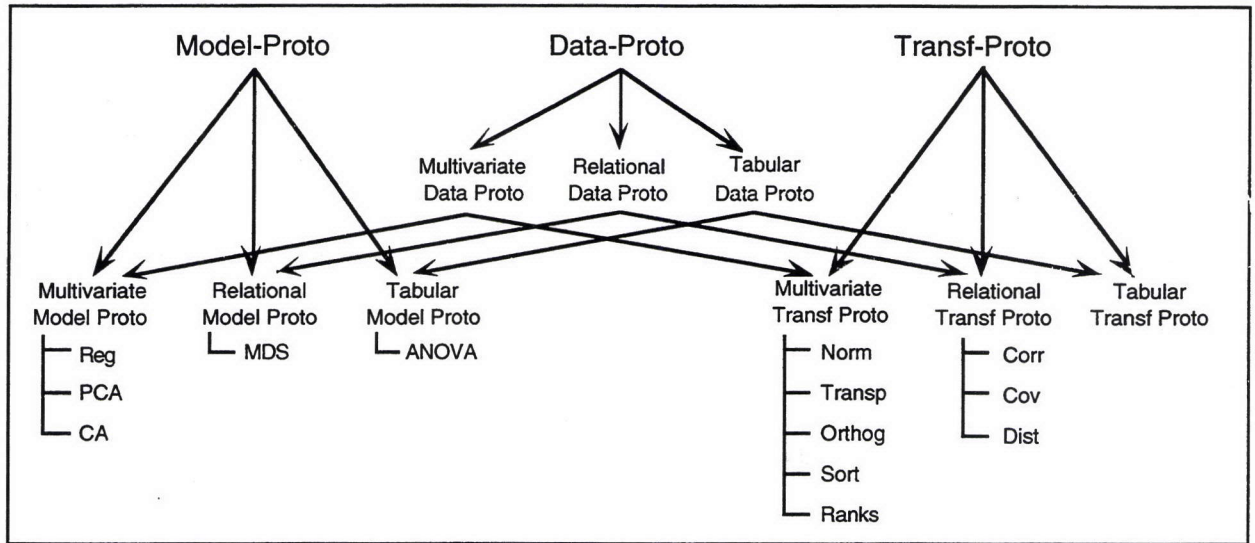 Model-Proto
Data-Proto
Transf-Proto
Multivariate
Data Proto
Relational
Data Proto
Tabular
Data Proto
Multivariate
Model Proto
Reg
PCA
CA
Relational
Model Proto
MDS
Tabular
Model Proto
ANOVA
Multivariate
Transf Proto
Norm
Transp
Orthog
Sort
Ranks
Relational
Transf Proto
Corr
Cov
Dist
Tabular
Transf Proto